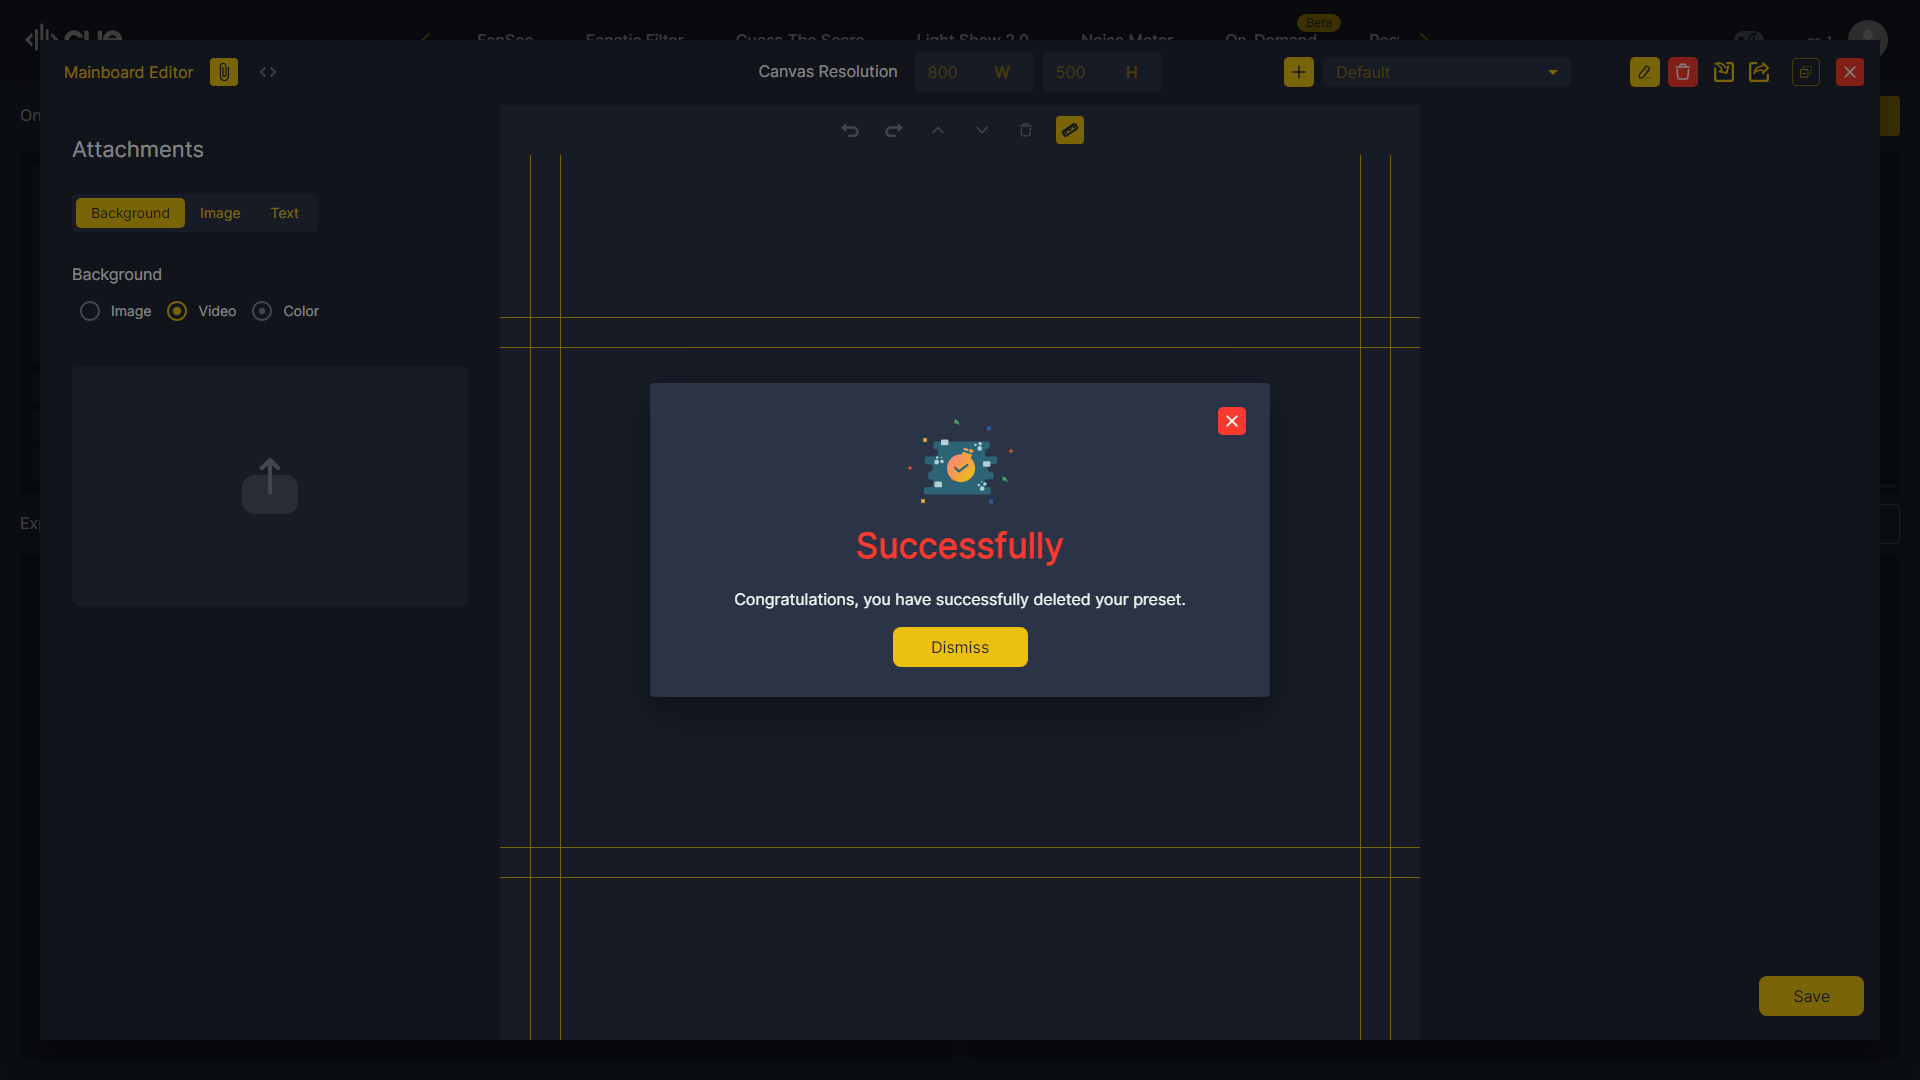 Beta
Mainboard Editor
Canvas Resolution
800 W
500 H
Default
Attachments
Background Image Text
Background
Image Video Color
Successfully
Congratulations, you have successfully deleted your preset.
Dismiss
Save